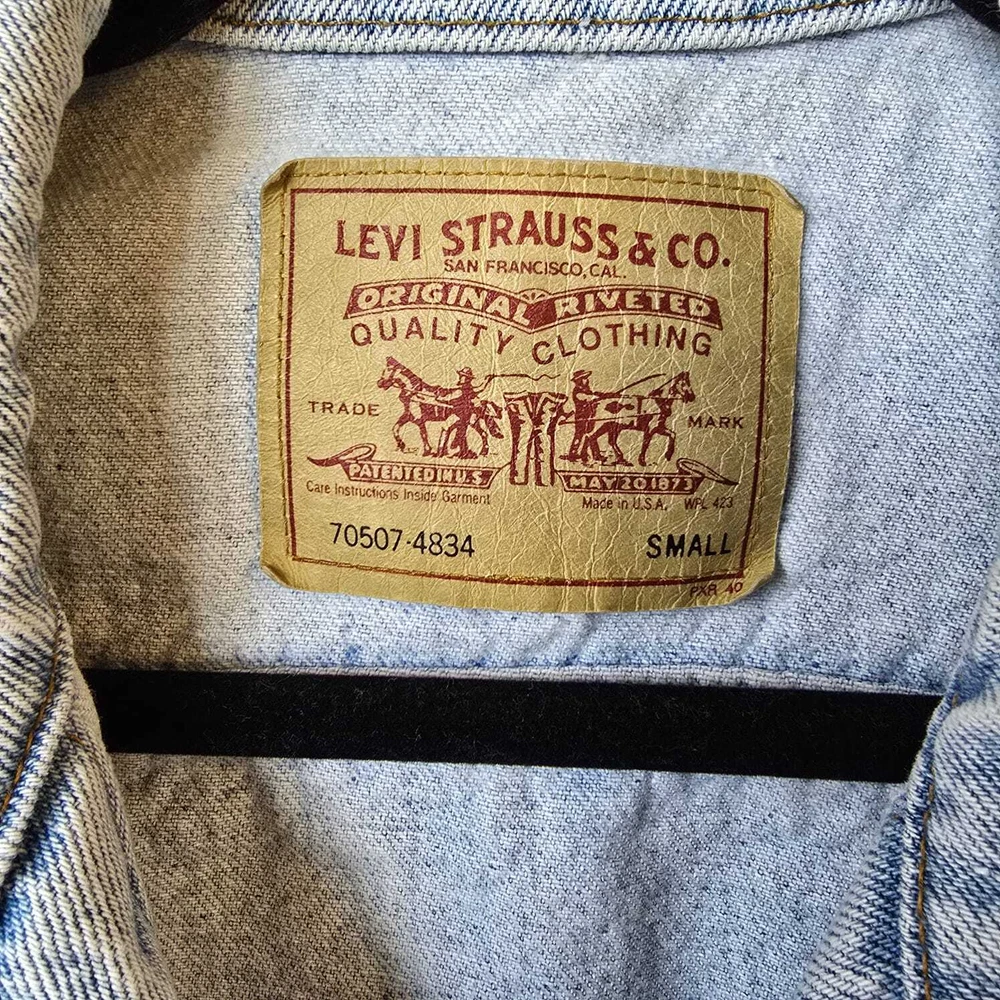 LEVI STRAUSS & CO.
SAN FRANCISCO, CAL.
ORIGINAL RIVETED
QUALITY CLOTHING
TRADE MARK
PATENTED IN U.S. MAY 20 1873
Care Instructions Inside Garment Made in U.S.A. WPL 423
70507-4834 SMALL
PXR 40